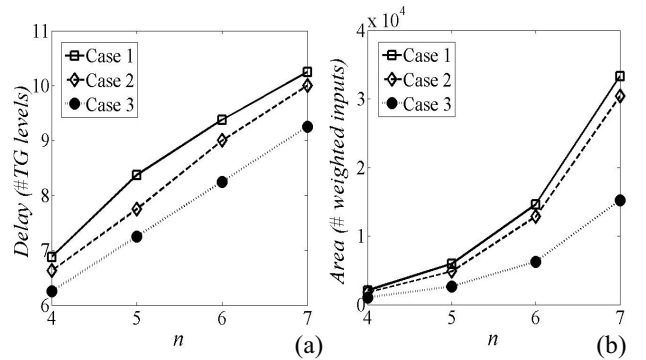 11
10
9
8
7
6
Delay (#TG levels)
Case 1
Case 2
Case 3
4 5 6 7
n
(a)
4 x 10^4
3
2
1
0
Area (# weighted inputs)
Case 1
Case 2
Case 3
4 5 6 7
n
(b)